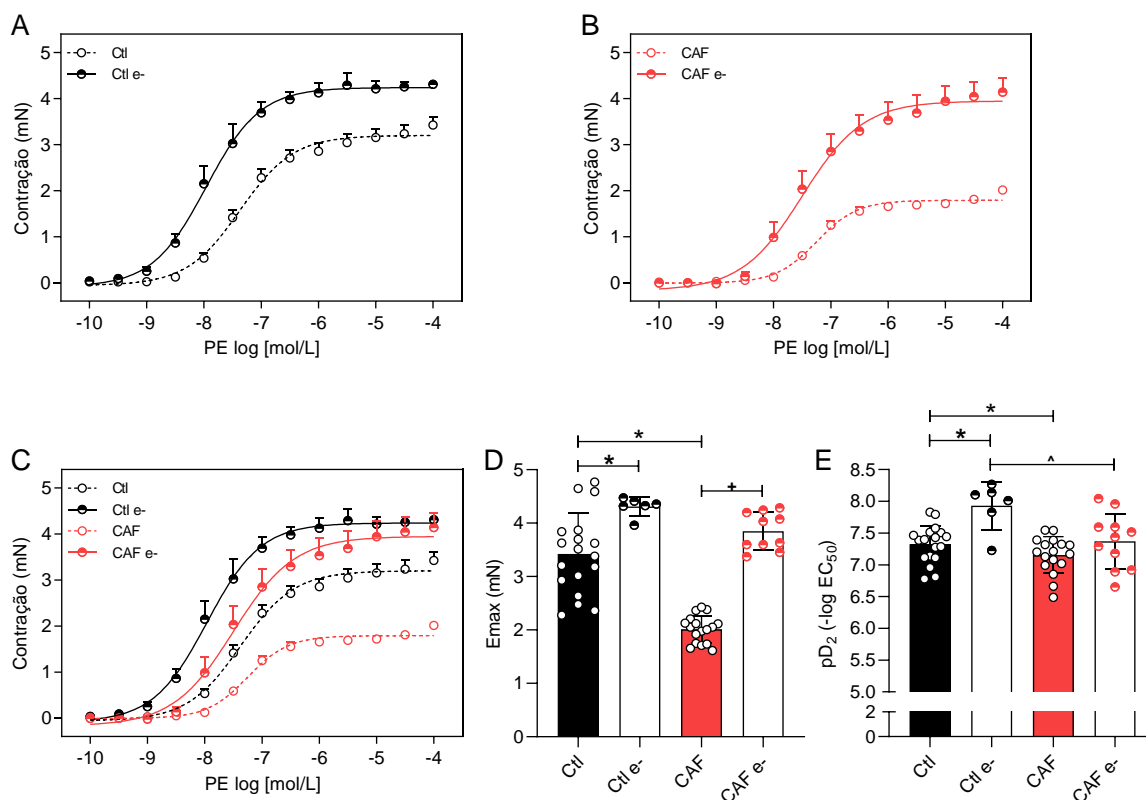 A
Ctl
Ctl e-
5
4
3
2
1
0
Contração (mN)
-10 -9 -8 -7 -6 -5 -4
PE log [mol/L]
B
CAF
CAF e-
5
4
3
2
1
0
Contração (mN)
-10 -9 -8 -7 -6 -5 -4
PE log [mol/L]
C
Ctl
Ctl e-
CAF
CAF e-
5
4
3
2
1
0
Contração (mN)
-10 -9 -8 -7 -6 -5 -4
PE log [mol/L]
D
*
*
+
5
4
3
2
1
0
Emax (mN)
Ctl Ctl e- CAF CAF e-
E
*
*
^
8.5
8.0
7.5
7.0
6.5
6.0
5.5
5.0
2
0
pD2 (-log EC50)
Ctl Ctl e- CAF CAF e-